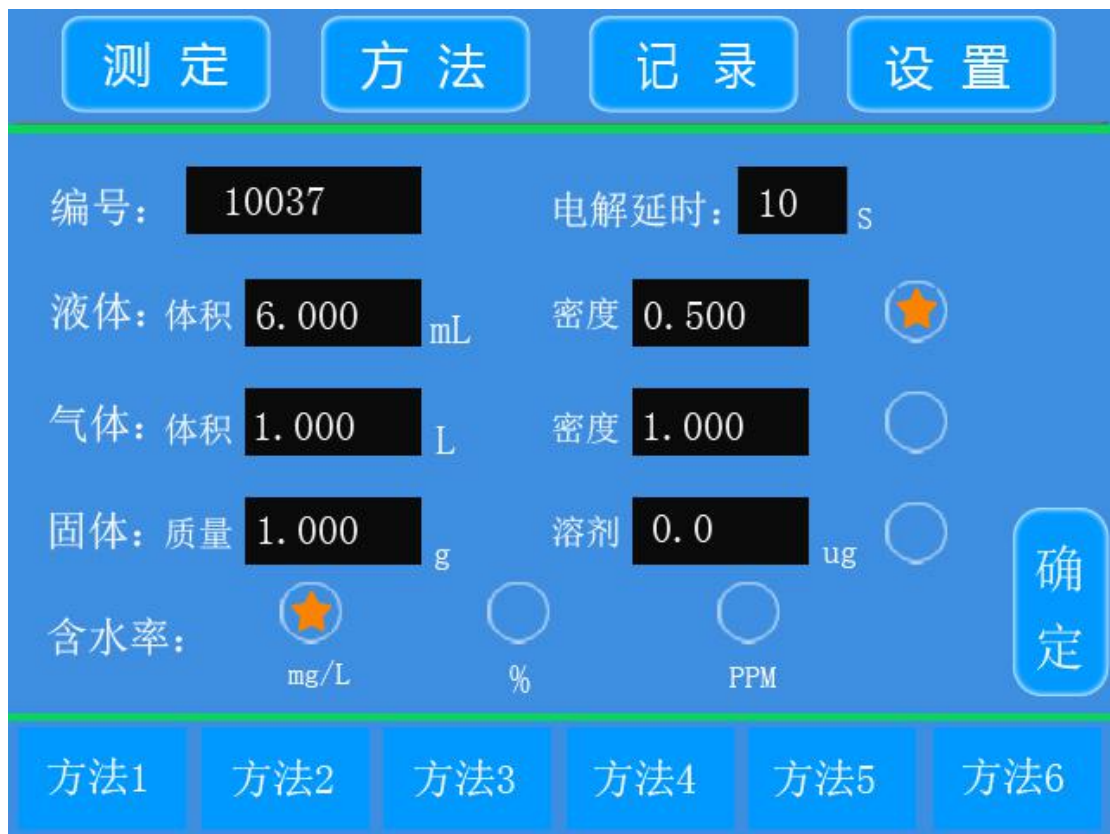 测 定 方 法 记 录 设 置
编号： 10037 电解延时： 10 s
液体：体积 6.000 mL 密度 0.500
气体：体积 1.000 L 密度 1.000
固体：质量 1.000 g 溶剂 0.0 ug
确定
含水率：
mg/L % PPM
方法1 方法2 方法3 方法4 方法5 方法6